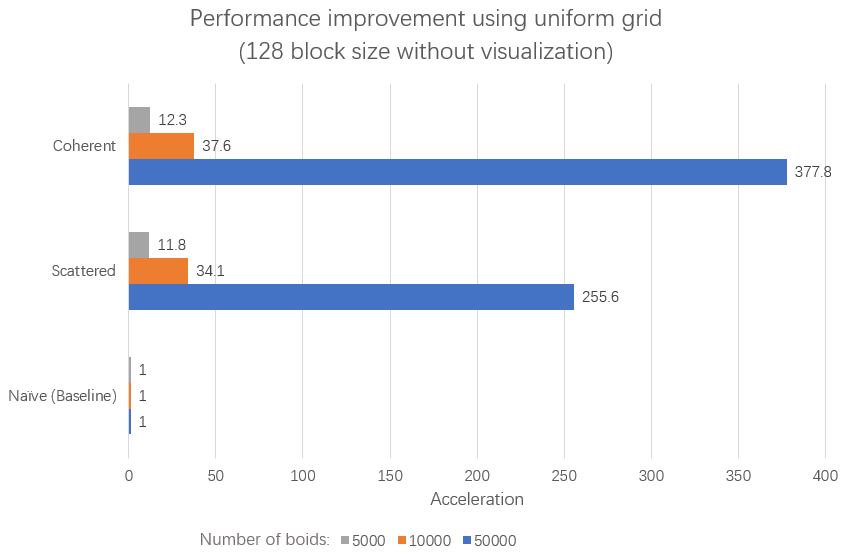 Performance improvement using uniform grid
(128 block size without visualization)
Coherent
12.3
37.6
377.8
Scattered
11.8
34.1
255.6
Naïve (Baseline)
1
1
1
0 50 100 150 200 250 300 350 400
Acceleration
Number of boids: 5000 10000 50000